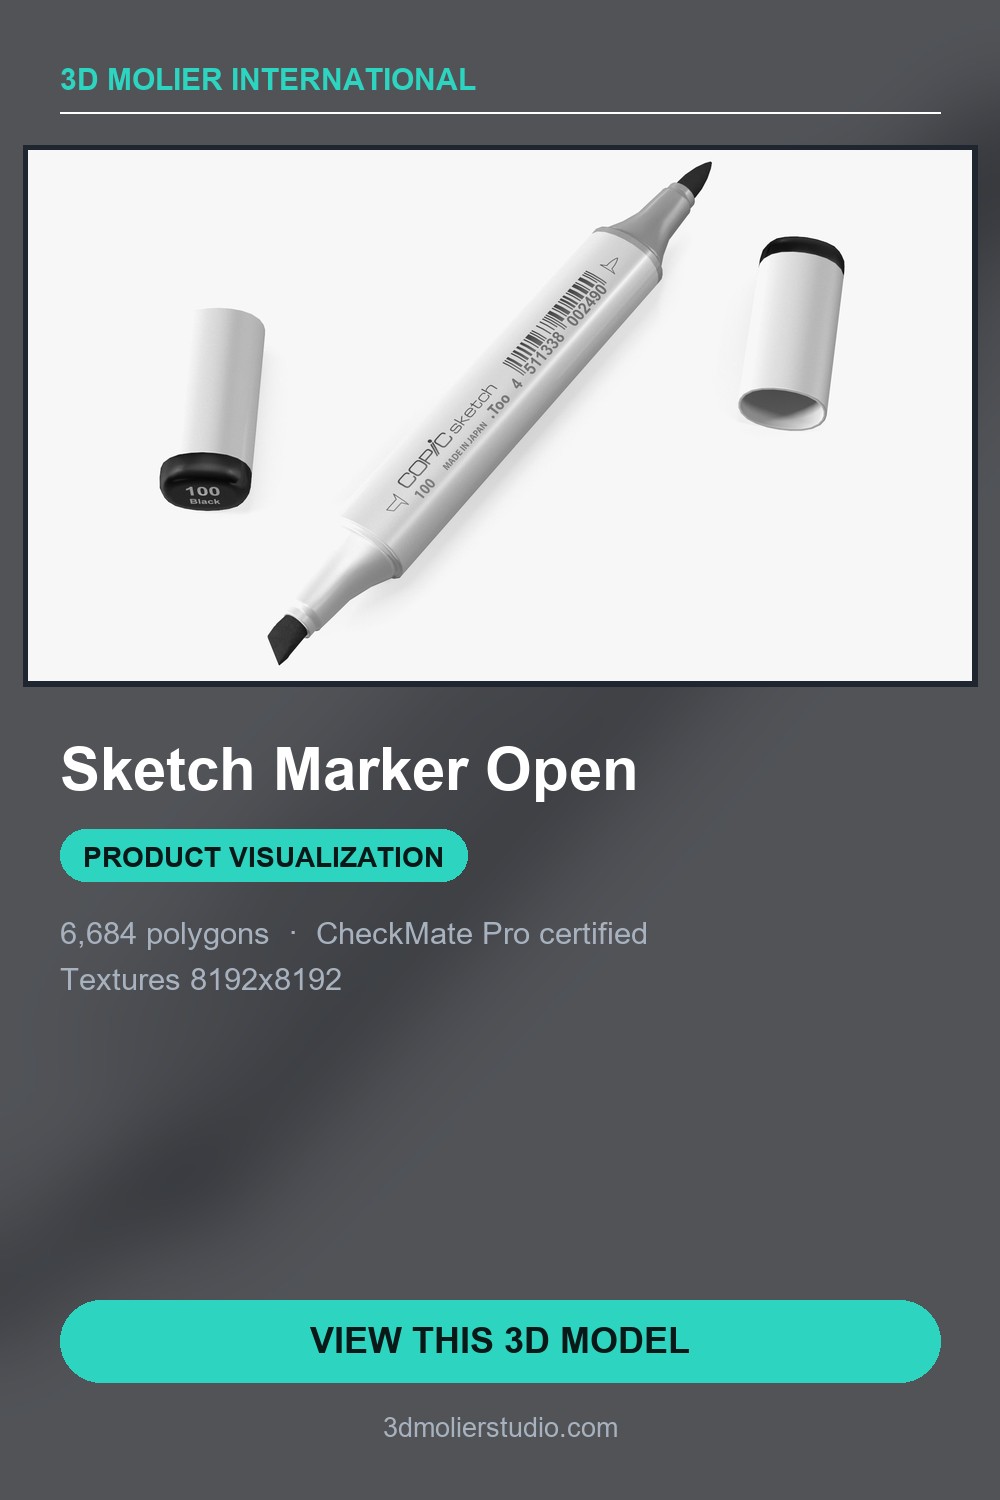 3D MOLIER INTERNATIONAL
100
Black
COPiC sketch
100 MADE IN JAPAN .Too 4 511338 002490
Sketch Marker Open
PRODUCT VISUALIZATION
6,684 polygons · CheckMate Pro certified
Textures 8192x8192
VIEW THIS 3D MODEL
3dmolierstudio.com